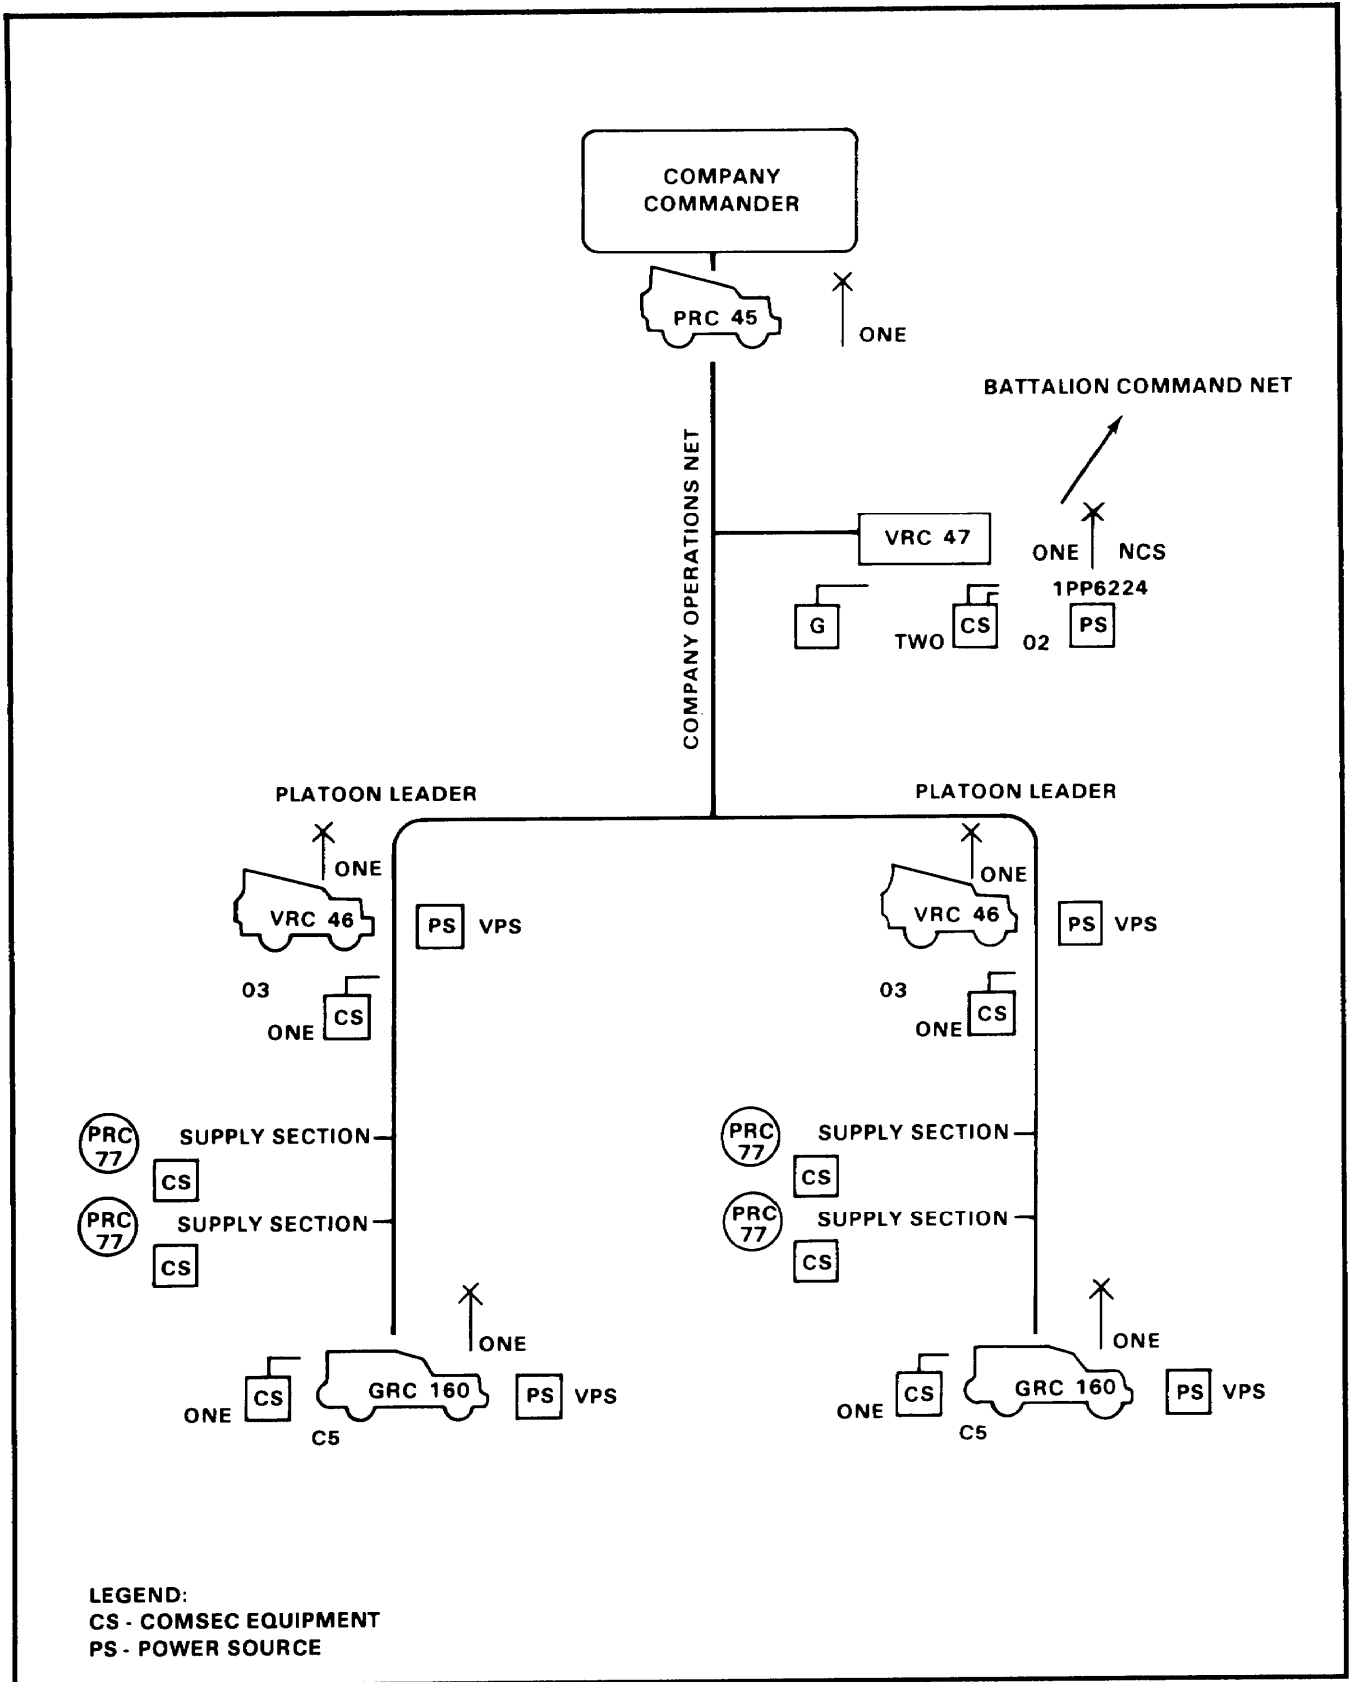 COMPANY
COMMANDER
PRC 45
ONE
BATTALION COMMAND NET
COMPANY OPERATIONS NET
VRC 47
ONE
NCS
1PP6224
G
TWO
CS
02
PS
PLATOON LEADER
PLATOON LEADER
ONE
VRC 46
PS
VPS
03
ONE
CS
ONE
VRC 46
PS
VPS
03
ONE
CS
PRC
77
SUPPLY SECTION
CS
PRC
77
SUPPLY SECTION
CS
PRC
77
SUPPLY SECTION
CS
PRC
77
SUPPLY SECTION
CS
ONE
ONE
CS
GRC 160
PS
VPS
C5
ONE
ONE
CS
GRC 160
PS
VPS
C5
LEGEND:
CS - COMSEC EQUIPMENT
PS - POWER SOURCE